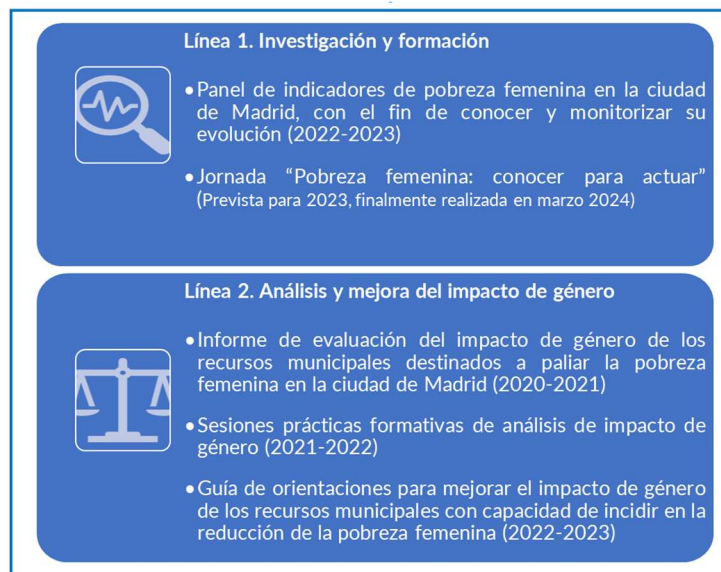 Línea 1. Investigación y formación
•Panel de indicadores de pobreza femenina en la ciudad
de Madrid, con el fin de conocer y monitorizar su
evolución (2022-2023)
•Jornada “Pobreza femenina: conocer para actuar”
(Prevista para 2023, finalmente realizada en marzo 2024)
Línea 2. Análisis y mejora del impacto de género
•Informe de evaluación del impacto de género de los
recursos municipales destinados a paliar la pobreza
femenina en la ciudad de Madrid (2020-2021)
•Sesiones prácticas formativas de análisis de impacto de
género (2021-2022)
•Guía de orientaciones para mejorar el impacto de género
de los recursos municipales con capacidad de incidir en la
reducción de la pobreza femenina (2022-2023)